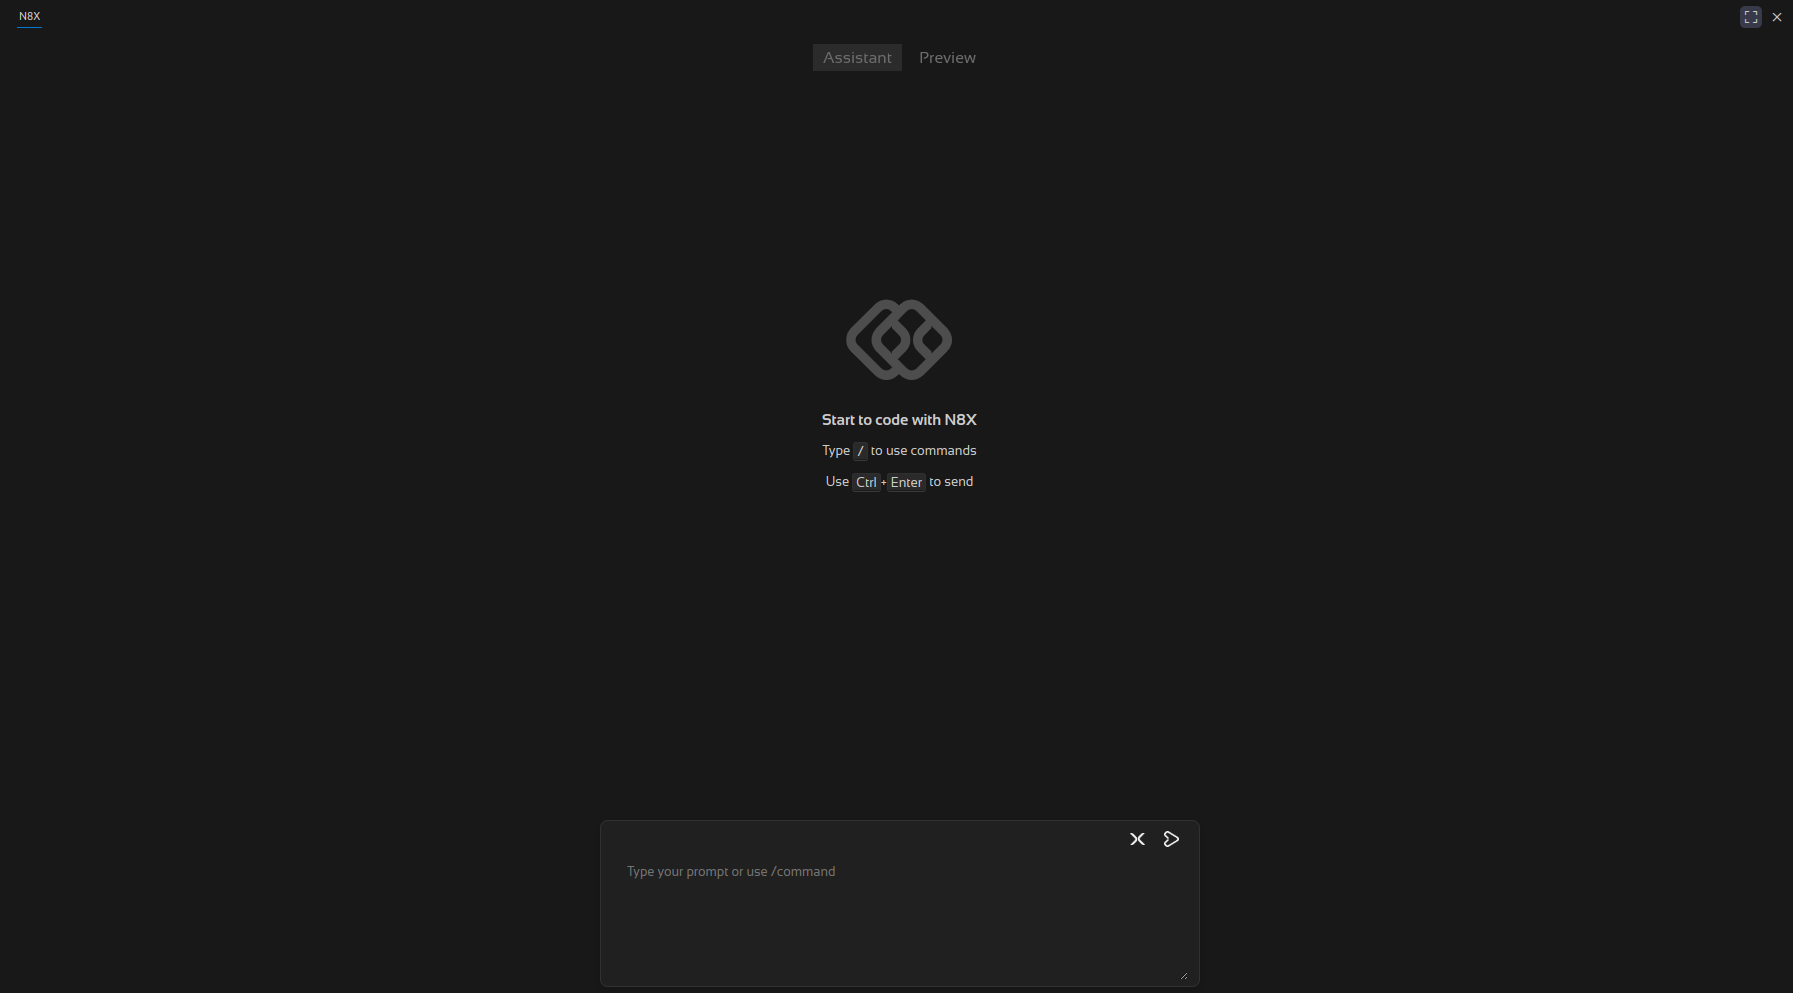 N8X
Assistant Preview
Start to code with N8X
Type / to use commands
Use Ctrl+Enter to send
Type your prompt or use /command